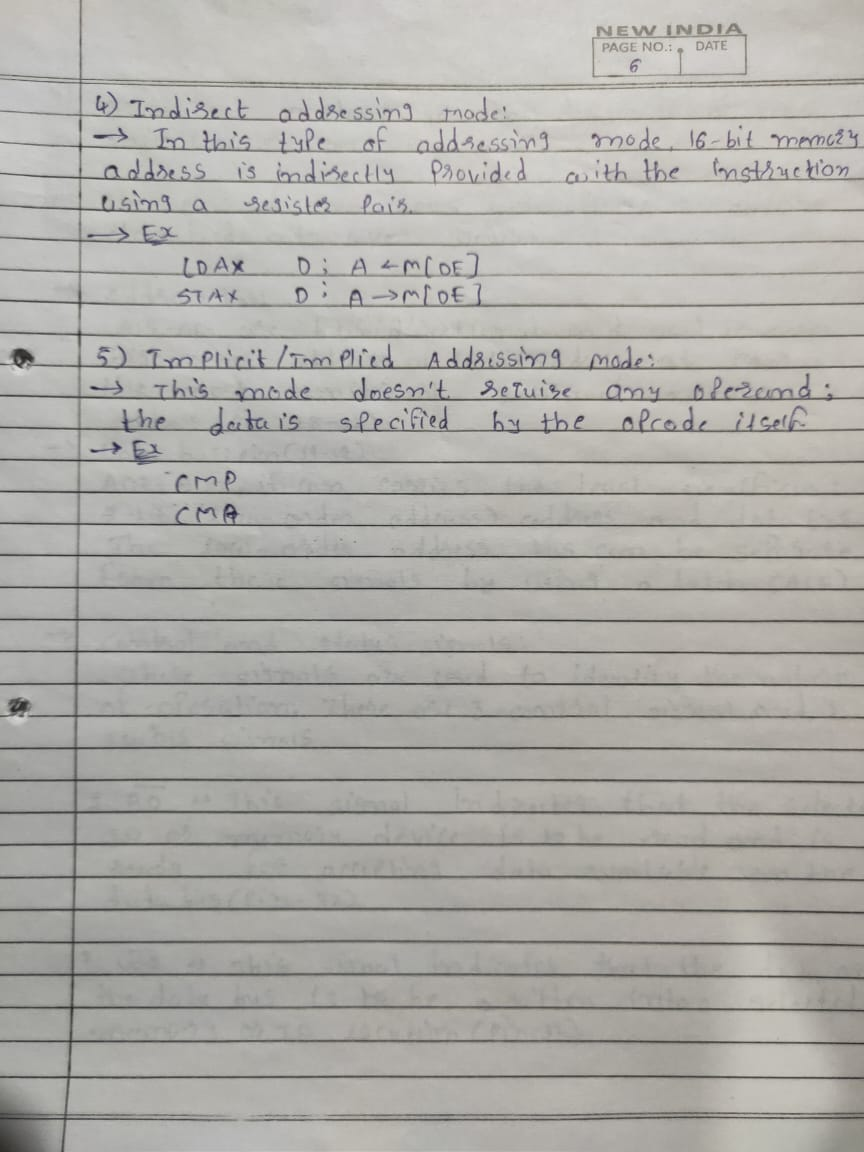 NEW INDIA
PAGE NO.: DATE
6
4) Indirect addressing mode:
→ In this type of addressing mode, 16-bit memory
address is indirectly Provided with the instruction
using a register Pair.
→ Ex
LDAX D; A ←M[DE]
STAX D: A →M[DE]
5) Implicit/Implied Addressing mode:
→ This mode doesn't require any operand;
the data is specified by the opcode itself
→ Ex
CMP
CMA